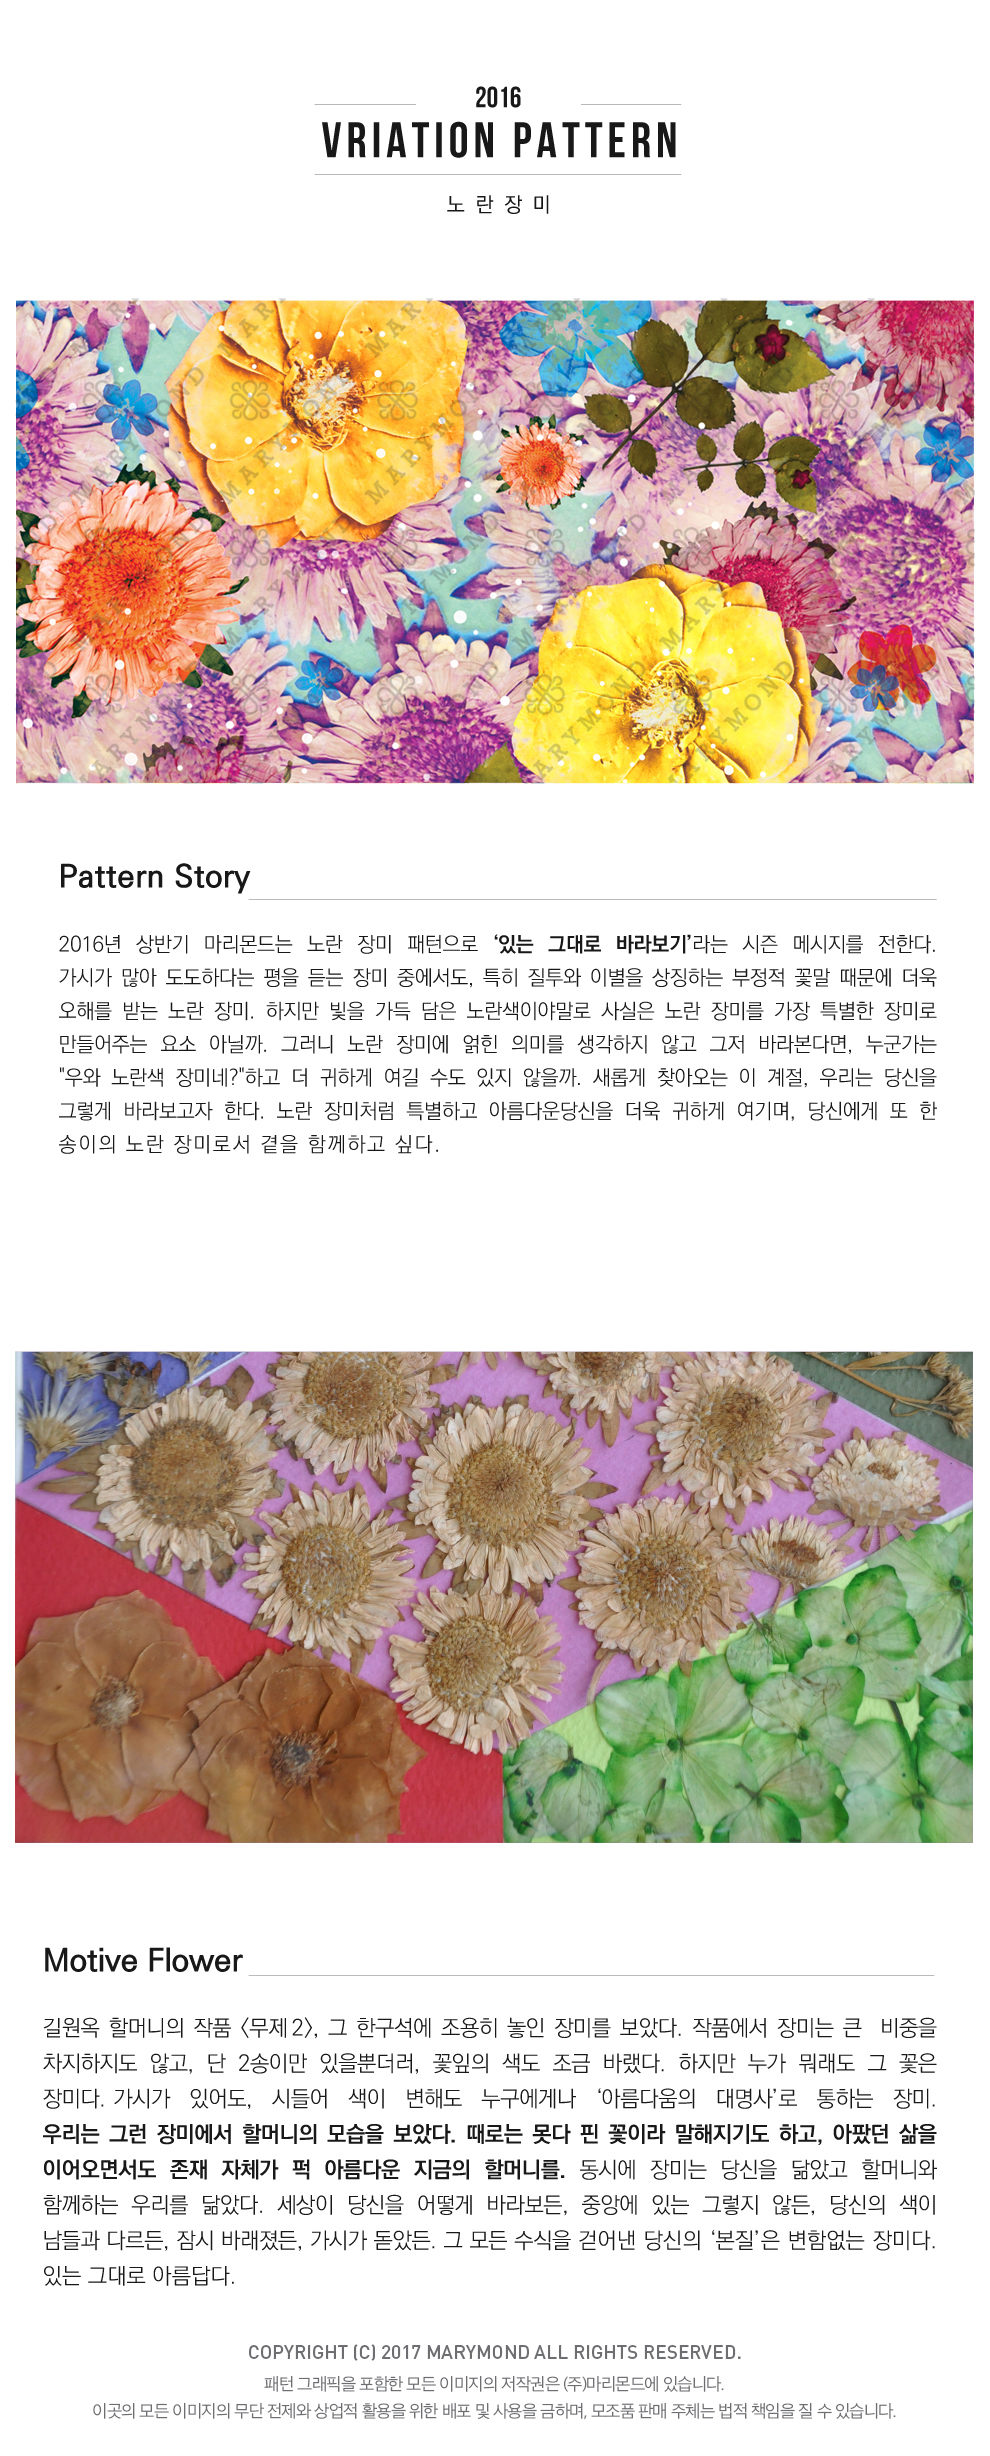 2016
VRIATION PATTERN
노란장미
MARYMOND
Pattern Story
2016년 상반기 마리몬드는 노란 장미 패턴으로 ‘있는 그대로 바라보기’라는 시즌 메시지를 전한다.
가시가 많아 도도하다는 평을 듣는 장미 중에서도, 특히 질투와 이별을 상징하는 부정적 꽃말 때문에 더욱
오해를 받는 노란 장미. 하지만 빛을 가득 담은 노란색이야말로 사실은 노란 장미를 가장 특별한 장미로
만들어주는 요소 아닐까. 그러니 노란 장미에 얽힌 의미를 생각하지 않고 그저 바라본다면, 누군가는
"우와 노란색 장미네?"하고 더 귀하게 여길 수도 있지 않을까. 새롭게 찾아오는 이 계절, 우리는 당신을
그렇게 바라보고자 한다. 노란 장미처럼 특별하고 아름다운당신을 더욱 귀하게 여기며, 당신에게 또 한
송이의 노란 장미로서 곁을 함께하고 싶다.
Motive Flower
길원옥 할머니의 작품 〈무제2〉, 그 한구석에 조용히 놓인 장미를 보았다. 작품에서 장미는 큰 비중을
차지하지도 않고, 단 2송이만 있을뿐더러, 꽃잎의 색도 조금 바랬다. 하지만 누가 뭐래도 그 꽃은
장미다. 가시가 있어도, 시들어 색이 변해도 누구에게나 ‘아름다움의 대명사’로 통하는 장미.
우리는 그런 장미에서 할머니의 모습을 보았다. 때로는 못다 핀 꽃이라 말해지기도 하고, 아팠던 삶을
이어오면서도 존재 자체가 퍽 아름다운 지금의 할머니를. 동시에 장미는 당신을 닮았고 할머니와
함께하는 우리를 닮았다. 세상이 당신을 어떻게 바라보든, 중앙에 있는 그렇지 않든, 당신의 색이
남들과 다르든, 잠시 바래졌든, 가시가 돋았든. 그 모든 수식을 걷어낸 당신의 ‘본질’은 변함없는 장미다.
있는 그대로 아름답다.
COPYRIGHT (C) 2017 MARYMOND ALL RIGHTS RESERVED.
패턴 그래픽을 포함한 모든 이미지의 저작권은 (주)마리몬드에 있습니다.
이곳의 모든 이미지의 무단 전제와 상업적 활용을 위한 배포 및 사용을 금하며, 모조품 판매 주체는 법적 책임을 질 수 있습니다.